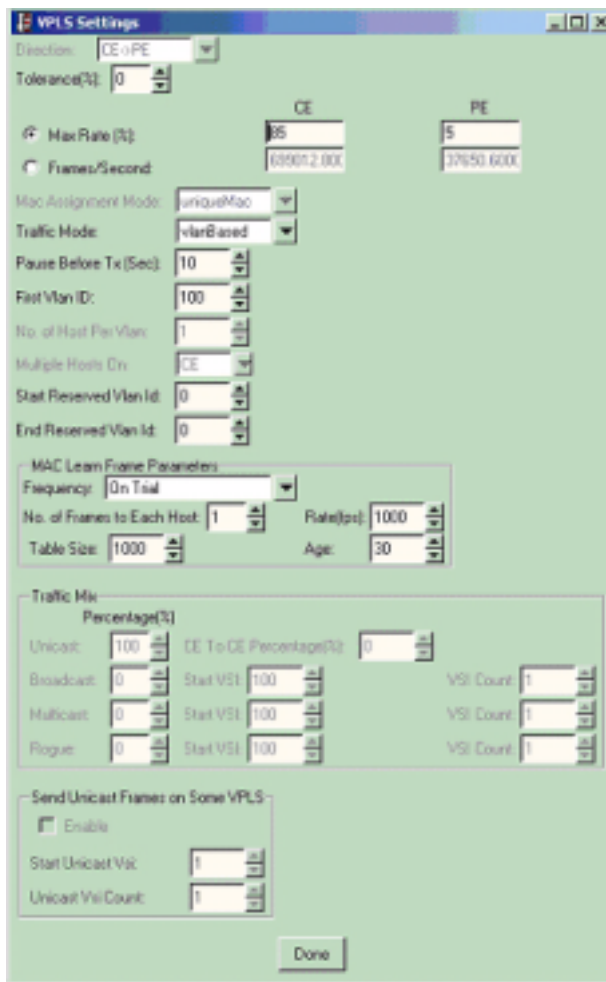 VPLS Settings
Direction: CE->PE
Tolerance(%): 0
CE PE
Max Rate (%): 85 5
Frames/Second: 37650.600
Mac Assignment Mode: uniqueMac
Traffic Mode: vlanBased
Pause Before Tx (Sec): 10
First Vlan ID: 100
No. of Host Per Vlan: 1
Multiple Hosts On: CE
Start Reserved Vlan Id: 0
End Reserved Vlan Id: 0
MAC Learn Frame Parameters
Frequency: On Trial
No. of Frames to Each Host: 1 Rate(fps): 1000
Table Size: 1000 Age: 30
Traffic Mix
Percentage(%)
Unicast: 100 CE To CE Percentage(%): 0
Broadcast: 0 Start VSI: 100 VSI Count: 1
Multicast: 0 Start VSI: 100 VSI Count: 1
Rogue: 0 Start VSI: 100 VSI Count: 1
Send Unicast Frames on Some VPLS
Enable
Start Unicast Vsi: 1
Unicast Vsi Count: 1
Done